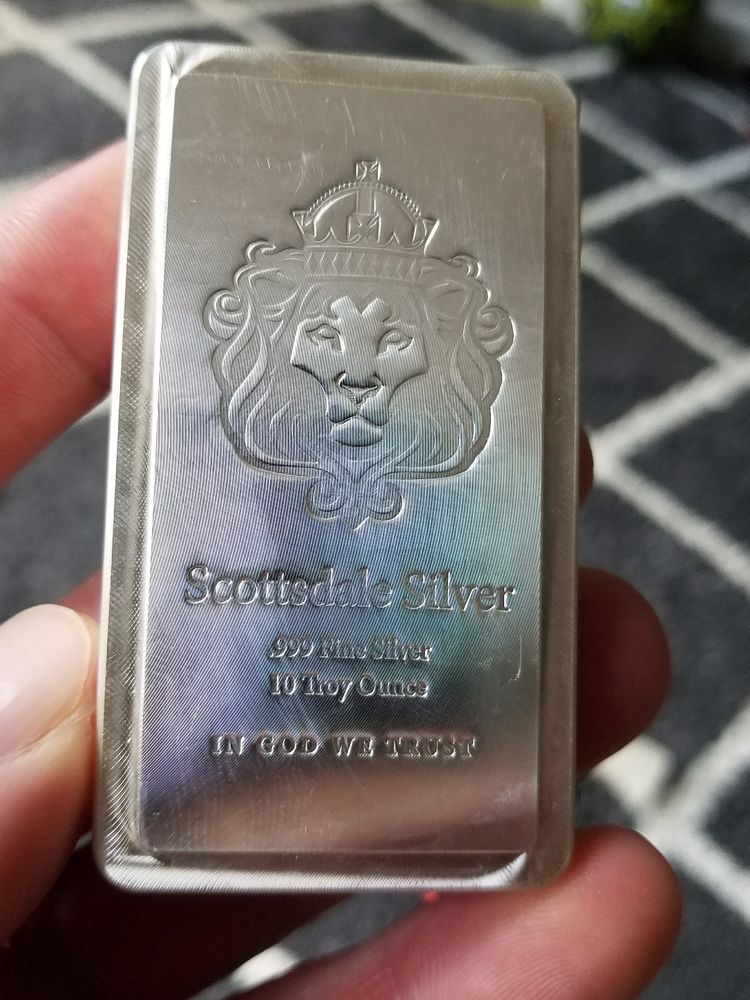 Scottsdale Silver
.999 Fine Silver
10 Troy Ounce
IN GOD WE TRUST